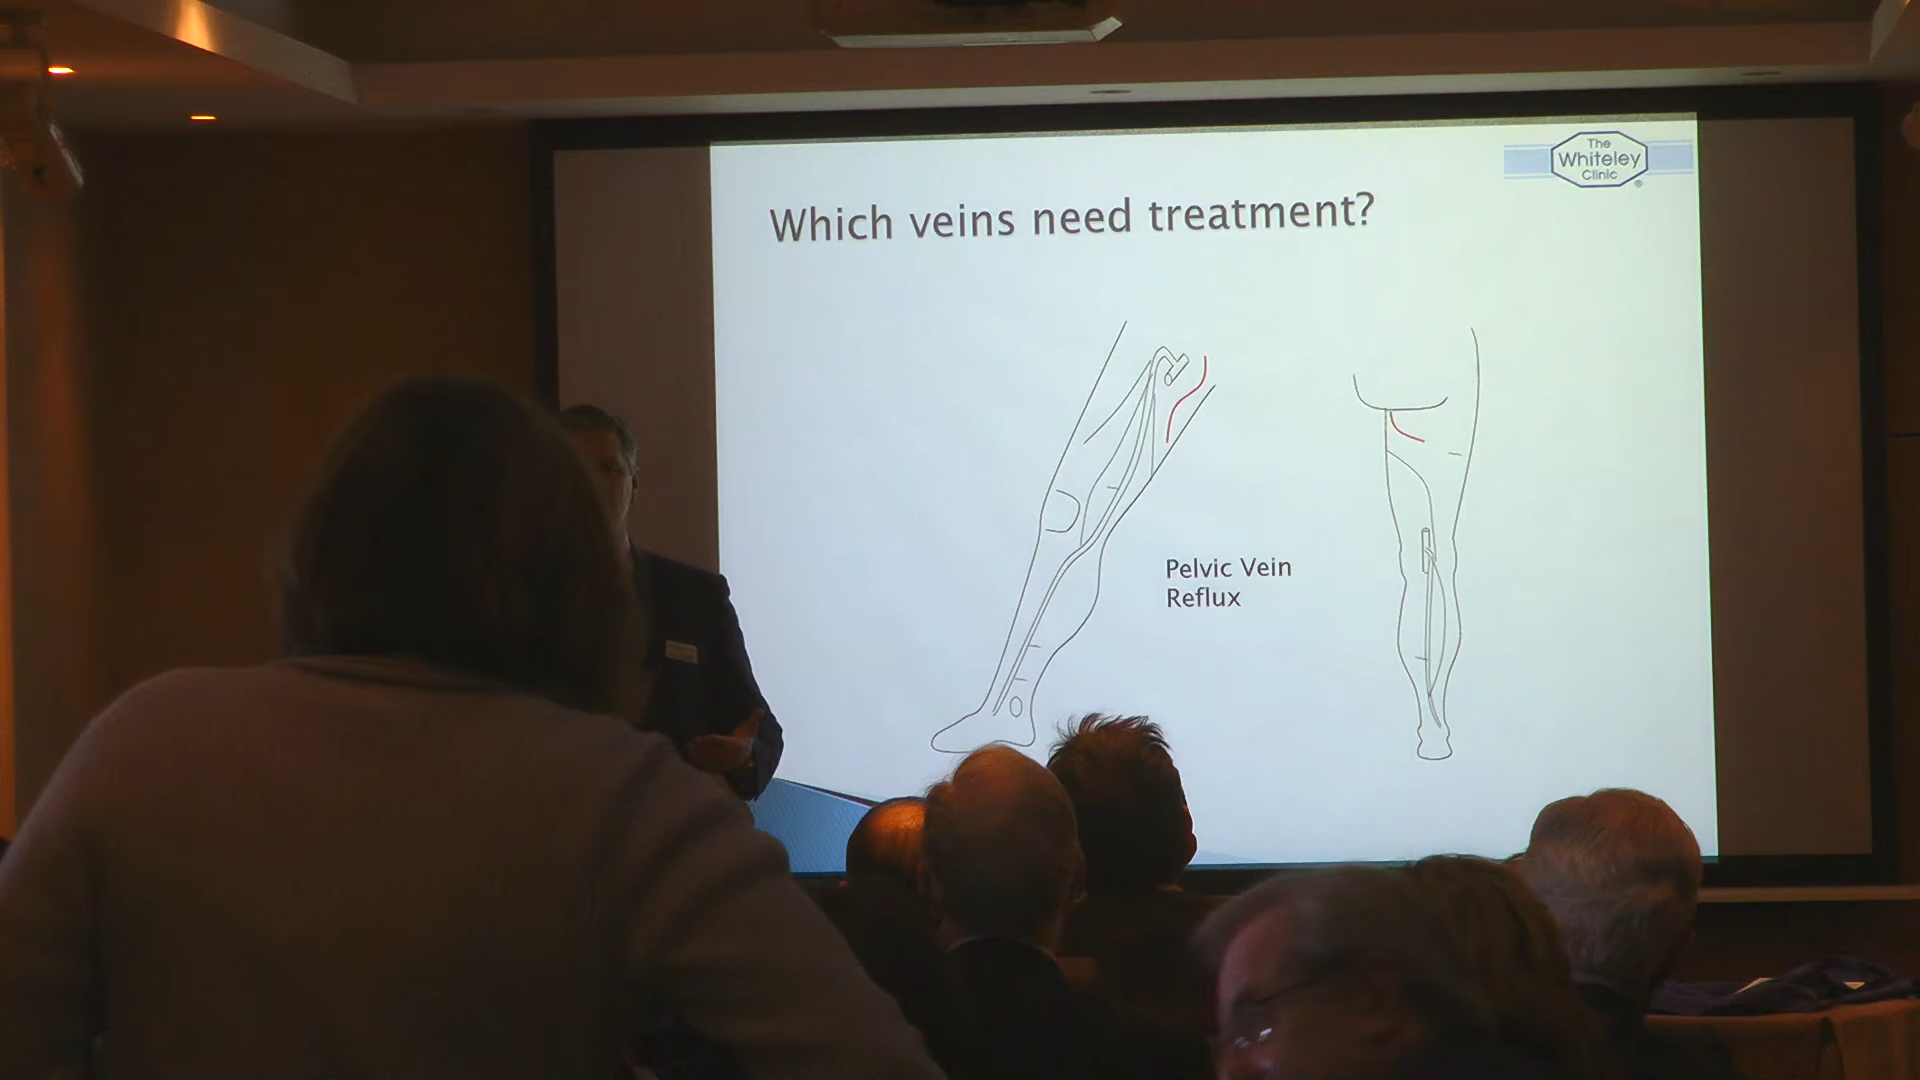 The
Whiteley
Clinic
®
Which veins need treatment?
Pelvic Vein
Reflux